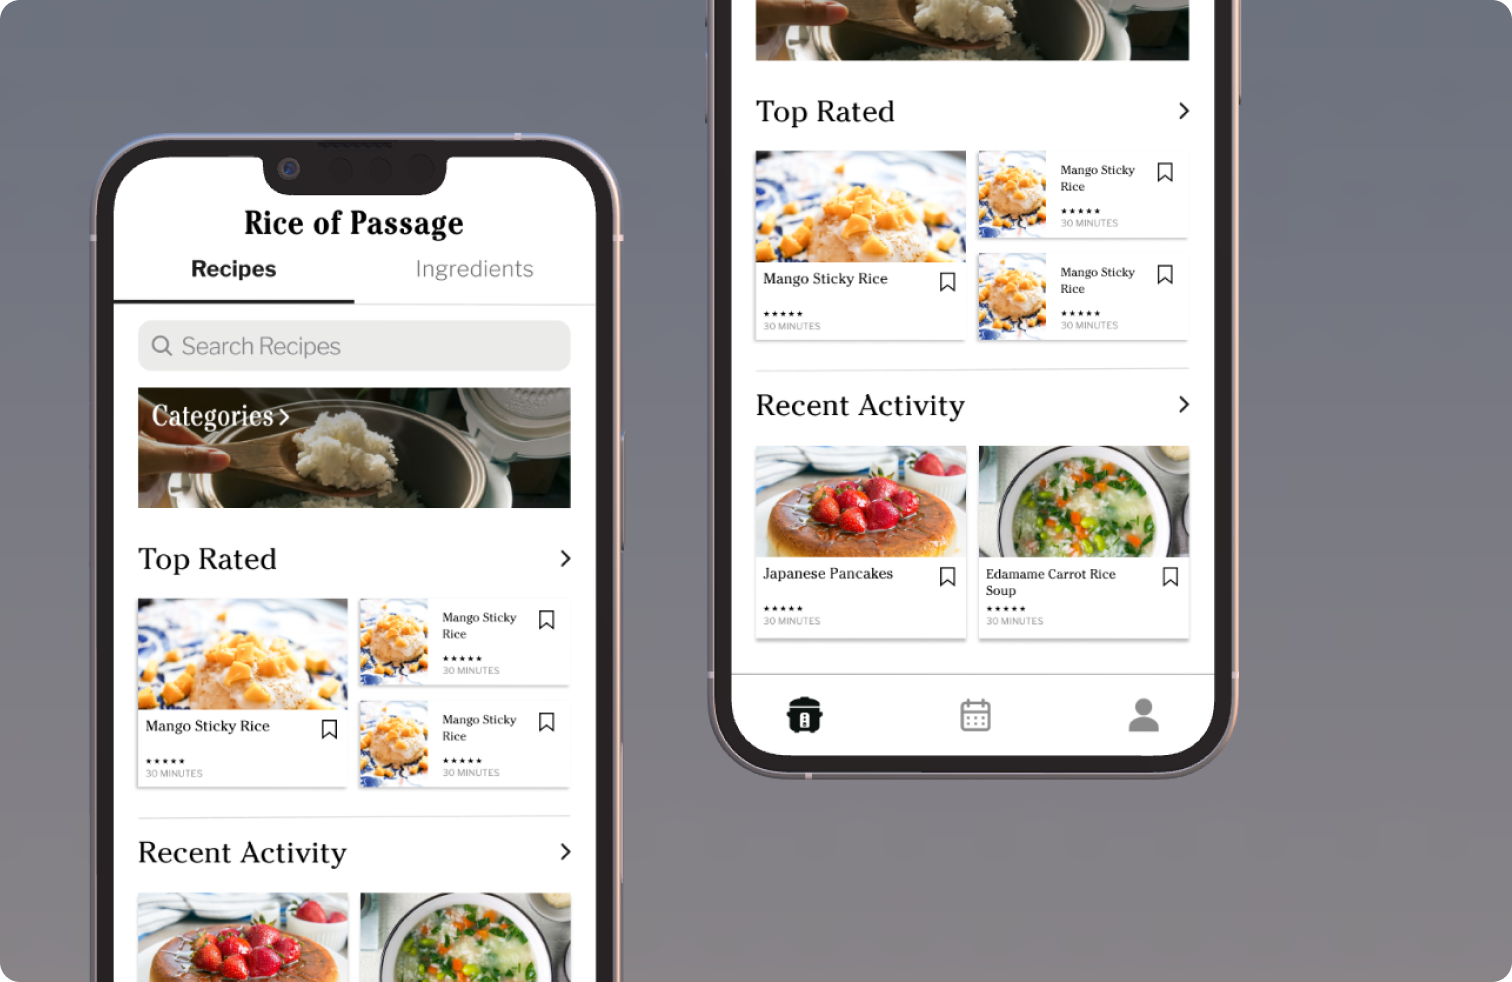 Rice of Passage
Recipes
Ingredients
Search Recipes
Categories
Top Rated
Mango Sticky Rice
★★★★★
30 MINUTES
Mango Sticky
Rice
★★★★★
30 MINUTES
Mango Sticky
Rice
★★★★★
30 MINUTES
Recent Activity
Top Rated
Mango Sticky Rice
★★★★★
30 MINUTES
Mango Sticky
Rice
★★★★★
30 MINUTES
Mango Sticky
Rice
★★★★★
30 MINUTES
Recent Activity
Japanese Pancakes
★★★★★
30 MINUTES
Edamame Carrot Rice
Soup
★★★★★
30 MINUTES